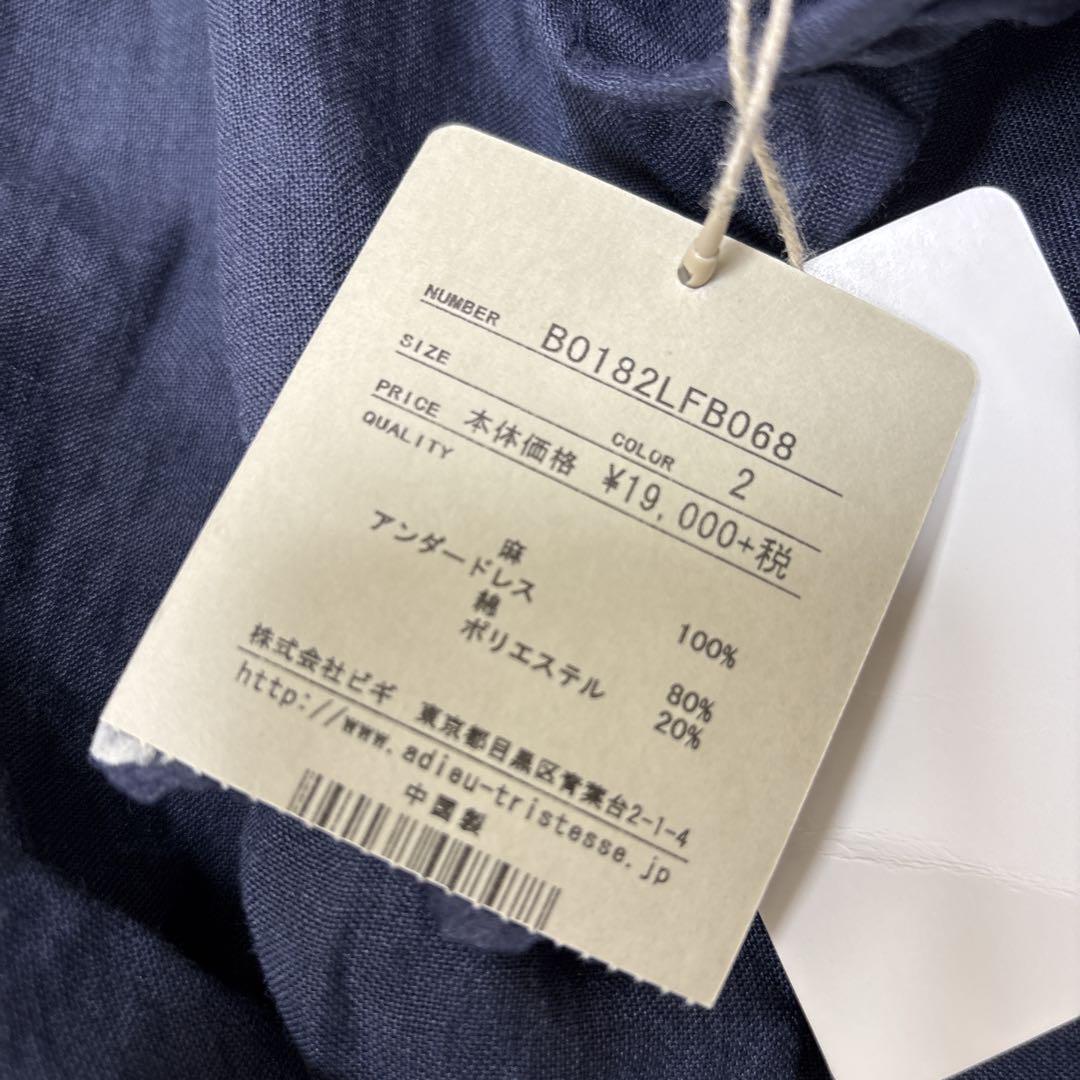 NUMBER B0182LFB068
SIZE COLOR 2
PRICE 本体価格 ¥19,000+税
QUALITY
麻 100%
アンダードレス
綿 80%
ポリエステル 20%
株式会社ビギ 東京都目黒区青葉台2-1-4
http://www.adieu-tristesse.jp
中国製